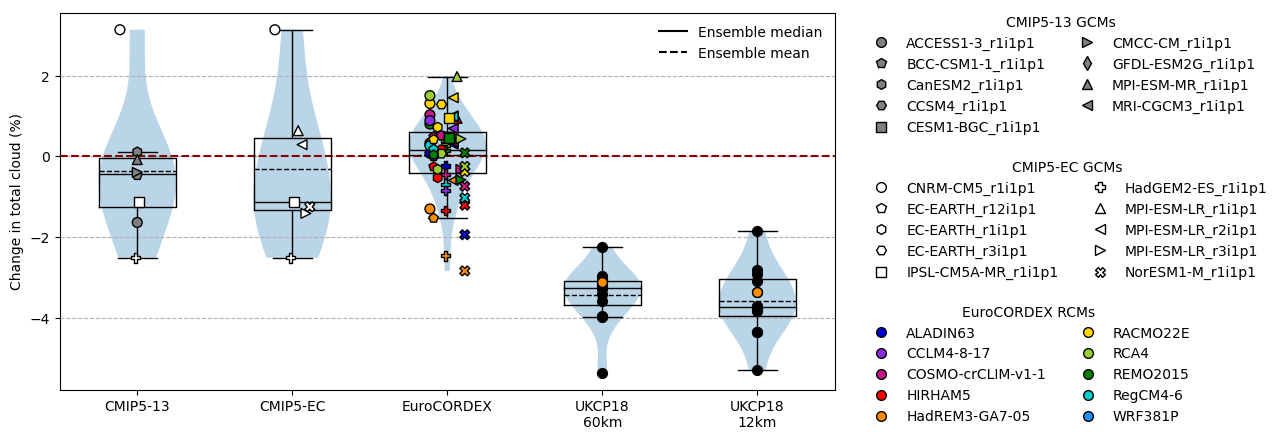 Change in total cloud (%)
2
0
−2
−4
CMIP5-13
CMIP5-EC
EuroCORDEX
UKCP18
60km
UKCP18
12km
Ensemble median
Ensemble mean
CMIP5-13 GCMs
ACCESS1-3_r1i1p1
BCC-CSM1-1_r1i1p1
CanESM2_r1i1p1
CCSM4_r1i1p1
CESM1-BGC_r1i1p1
CMCC-CM_r1i1p1
GFDL-ESM2G_r1i1p1
MPI-ESM-MR_r1i1p1
MRI-CGCM3_r1i1p1
CMIP5-EC GCMs
CNRM-CM5_r1i1p1
EC-EARTH_r12i1p1
EC-EARTH_r1i1p1
EC-EARTH_r3i1p1
IPSL-CM5A-MR_r1i1p1
HadGEM2-ES_r1i1p1
MPI-ESM-LR_r1i1p1
MPI-ESM-LR_r2i1p1
MPI-ESM-LR_r3i1p1
NorESM1-M_r1i1p1
EuroCORDEX RCMs
ALADIN63
CCLM4-8-17
COSMO-crCLIM-v1-1
HIRHAM5
HadREM3-GA7-05
RACMO22E
RCA4
REMO2015
RegCM4-6
WRF381P